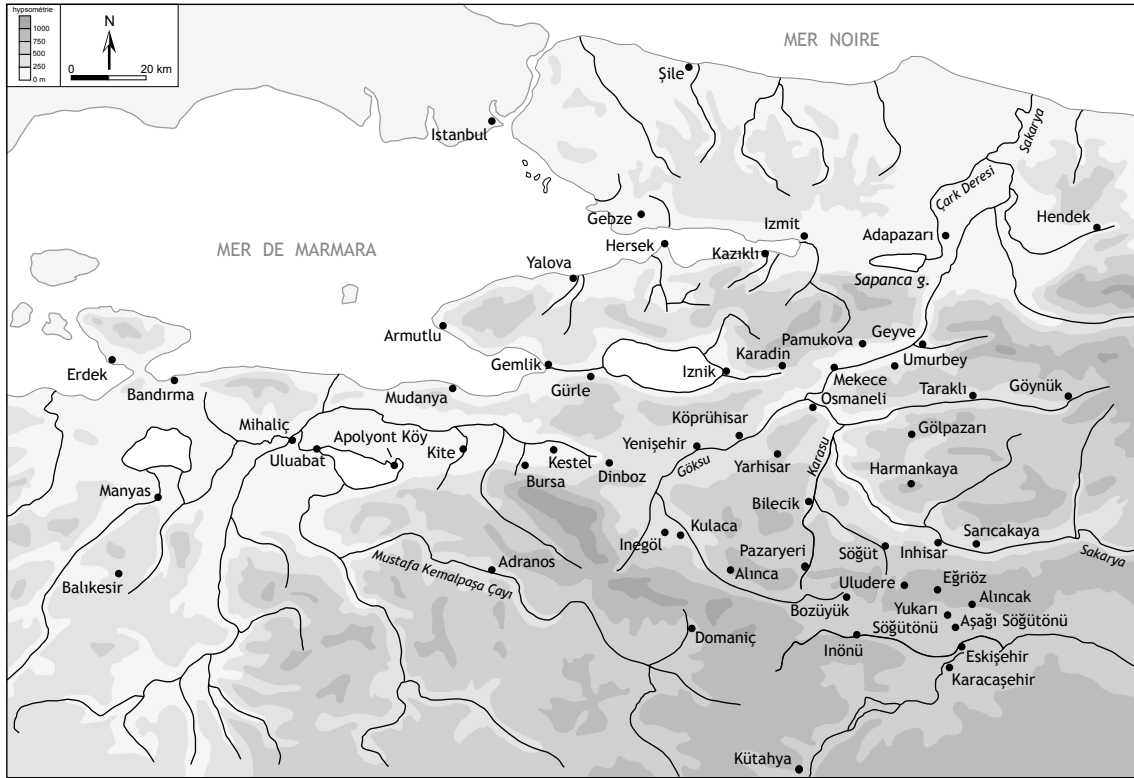 hypsométrie
1000
750
500
250
0 m
N
0 20 km
MER NOIRE
Şile
Istanbul
Sakarya
Çark Deresi
Gebze
Izmit
Hendek
Adapazarı
MER DE MARMARA
Hersek
Kazıklı
Yalova
Sapanca g.
Armutlu
Pamukova
Geyve
Erdek
Gemlik
Iznik
Karadin
Umurbey
Bandırma
Gürle
Mekece
Mudanya
Osmaneli
Taraklı
Göynük
Köprühisar
Mihaliç
Apolyont Köy
Gölpazarı
Uluabat
Kite
Yenişehir
Kestel
Göksu
Yarhisar
Karasu
Bursa
Dinboz
Harmankaya
Manyas
Bilecik
Inegöl
Kulaca
Sarıcakaya
Pazaryeri
Söğüt
Inhisar
Sakarya
Adranos
Mustafa Kemalpaşa Çayı
Alınca
Balıkesir
Uludere
Eğriöz
Alıncak
Bozüyük
Yukarı
Söğütönü
Aşağı Söğütönü
Domaniç
Inönü
Eskişehir
Karacaşehir
Kütahya